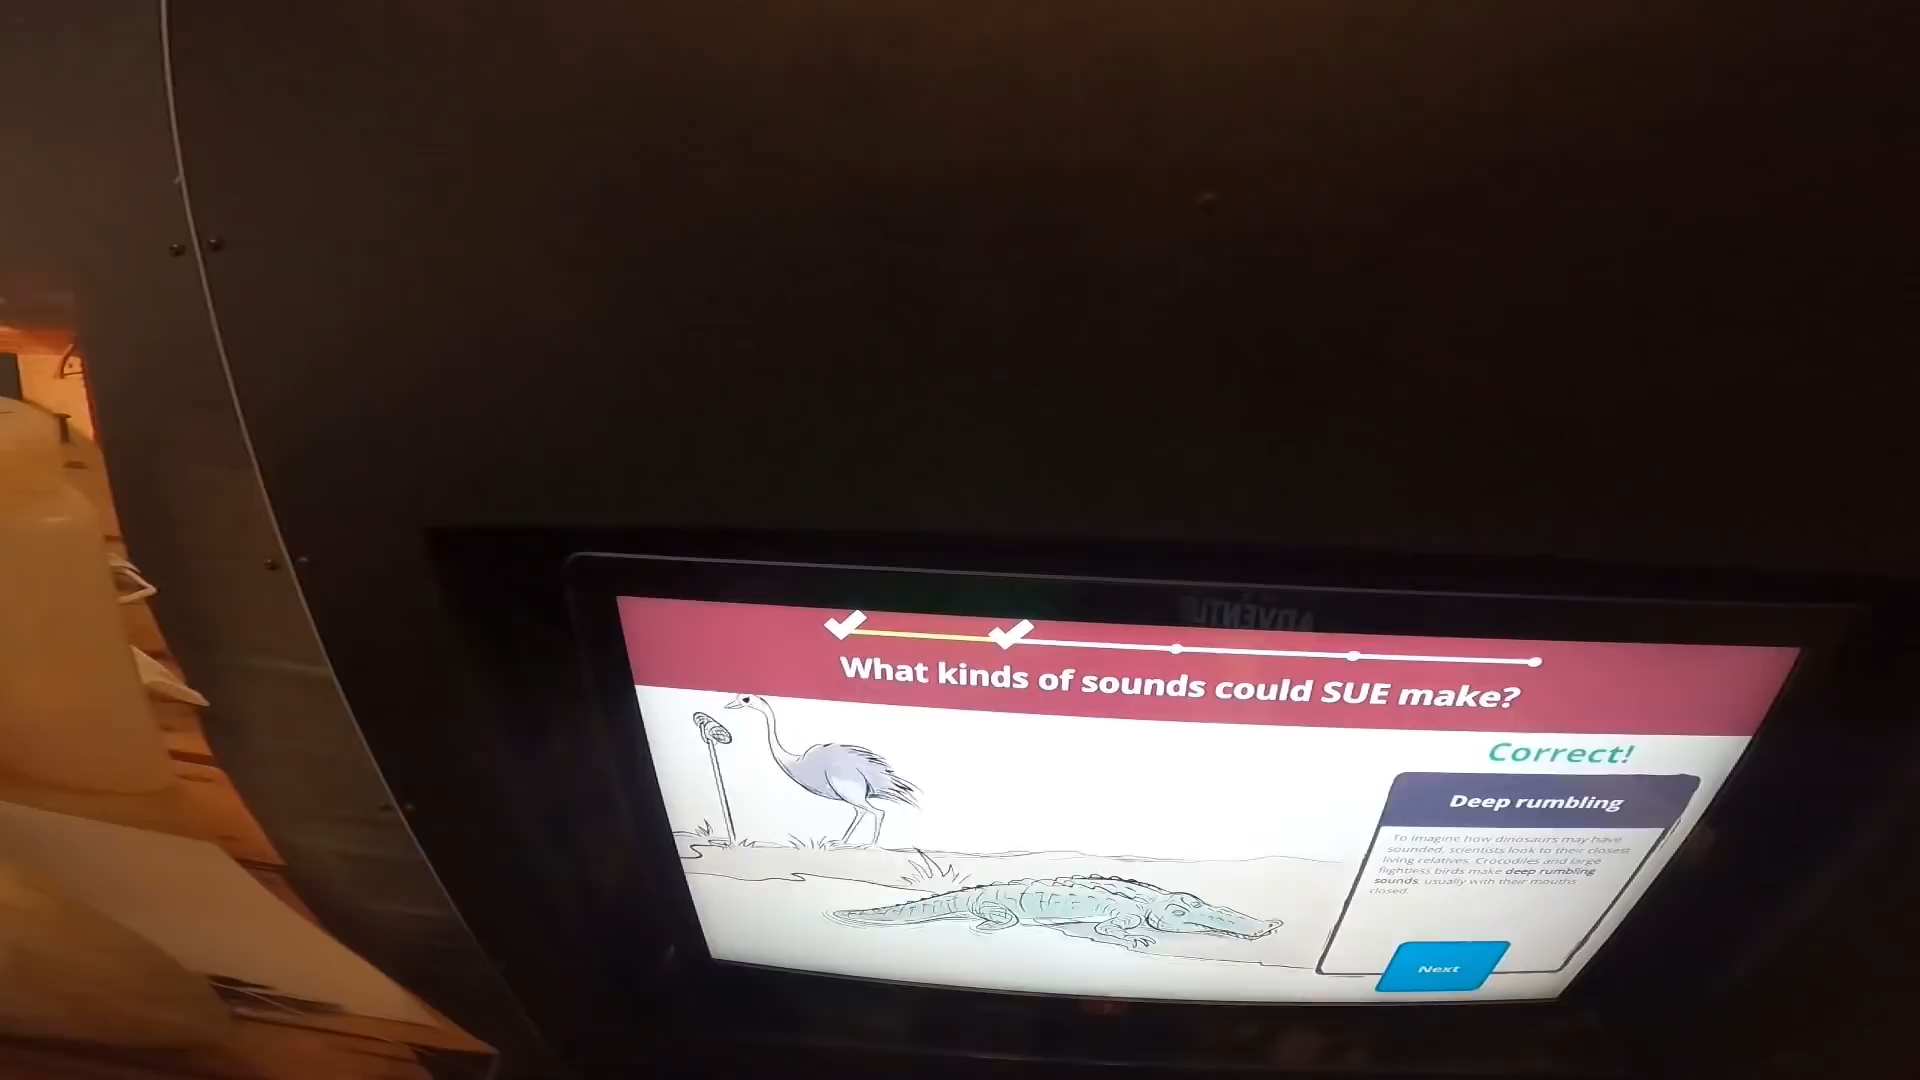 What kinds of sounds could SUE make?
Correct!
Deep rumbling
To imagine how dinosaurs may have
sounded, scientists look to their closest
living relatives. Crocodiles and large
flightless birds make deep rumbling
sounds, usually with their mouths
closed.
Next
ADVENTU